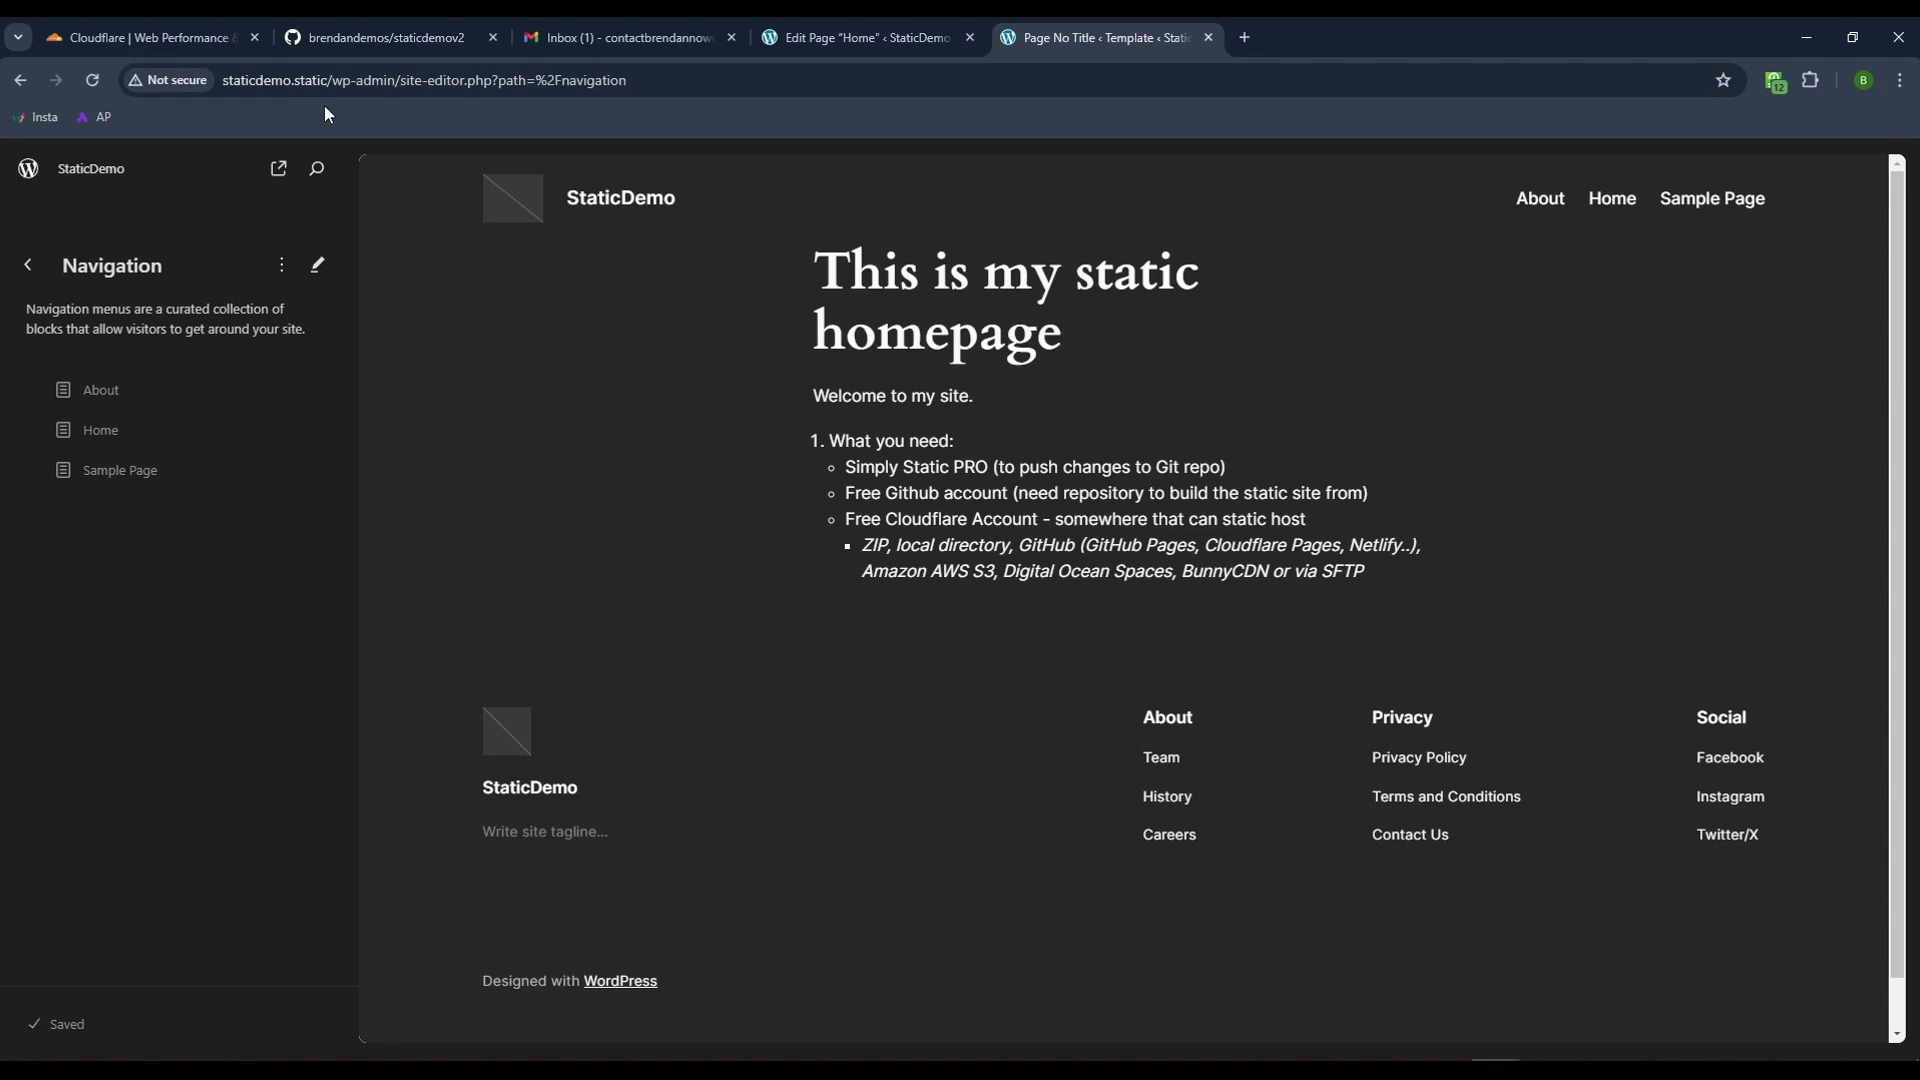 Cloudflare | Web Performance &
brendandemos/staticdemov2
Inbox (1) - contactbrendannow
Edit Page "Home" ‹ StaticDemo
Page No Title ‹ Template ‹ Static
Not secure
staticdemo.static/wp-admin/site-editor.php?path=%2Fnavigation
12
B
Insta
AP
StaticDemo
Navigation
Navigation menus are a curated collection of
blocks that allow visitors to get around your site.
About
Home
Sample Page
Saved
StaticDemo
About Home Sample Page
This is my static
homepage
Welcome to my site.
1. What you need:
Simply Static PRO (to push changes to Git repo)
Free Github account (need repository to build the static site from)
Free Cloudflare Account - somewhere that can static host
ZIP, local directory, GitHub (GitHub Pages, Cloudflare Pages, Netlify..),
Amazon AWS S3, Digital Ocean Spaces, BunnyCDN or via SFTP
StaticDemo
Write site tagline...
About
Team
History
Careers
Privacy
Privacy Policy
Terms and Conditions
Contact Us
Social
Facebook
Instagram
Twitter/X
Designed with WordPress